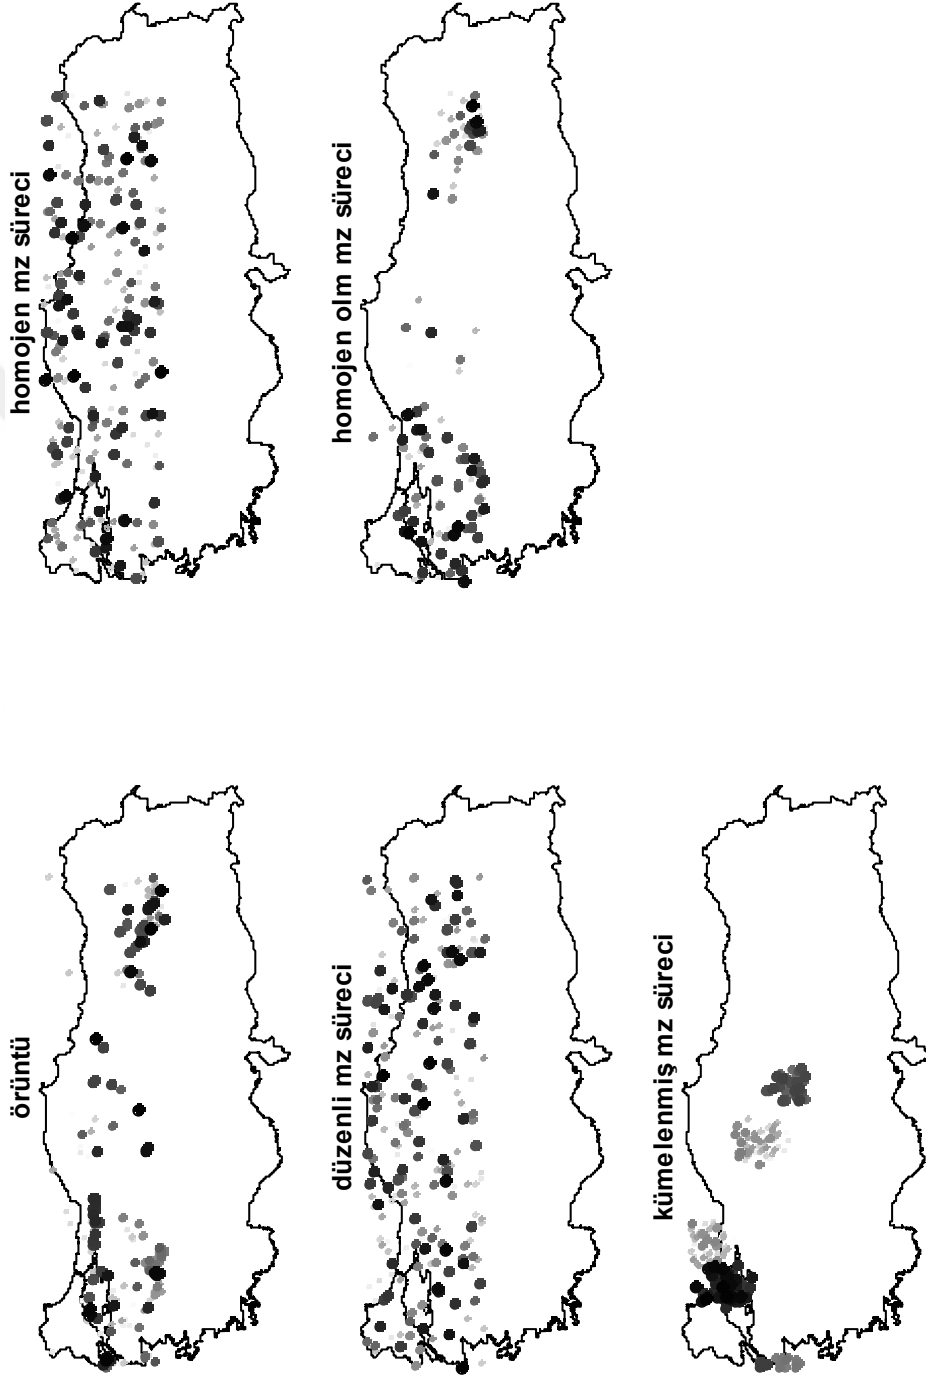 örüntü
homojen mz süreci
düzenli mz süreci
homojen olm mz süreci
kümelenmiş mz süreci